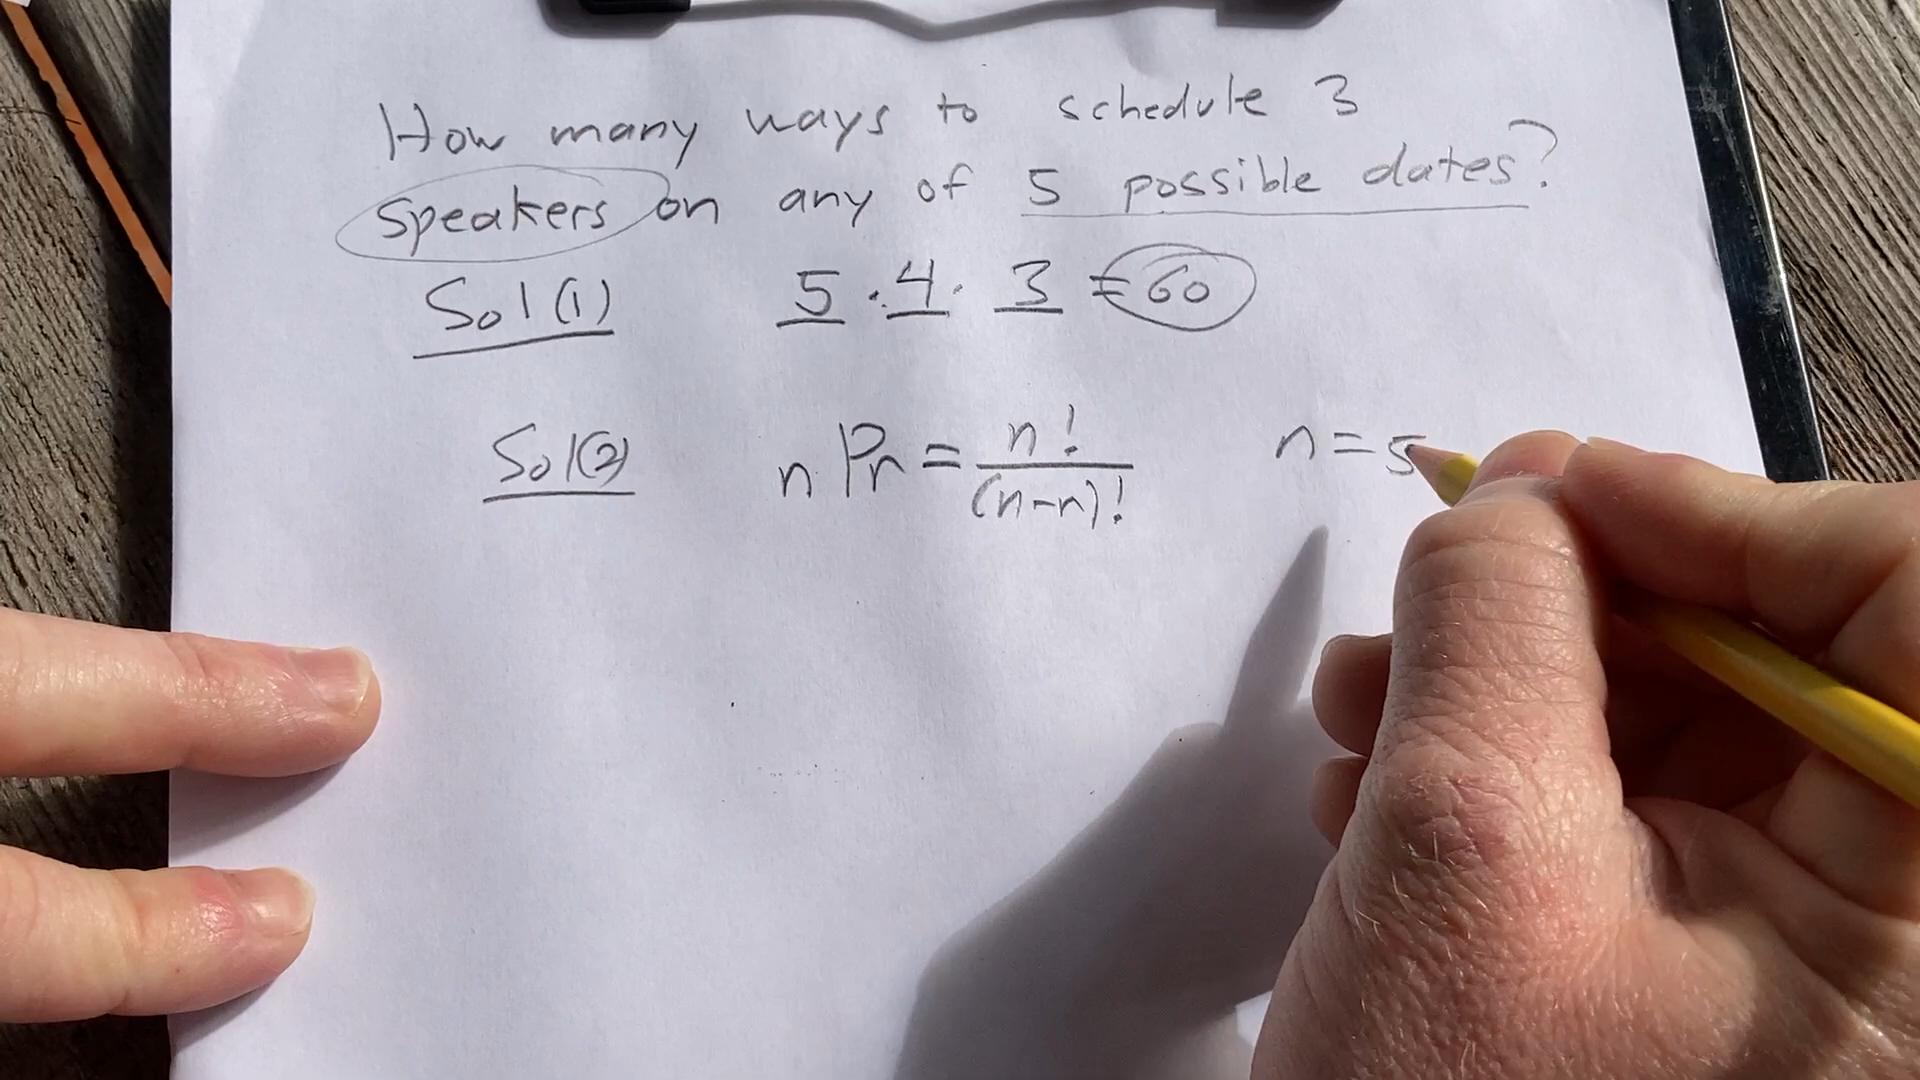 How many ways to schedule 3
speakers on any of 5 possible dates?
Sol(1) 5 · 4 · 3 = 60
Sol(2) nPr = n!/(n-r)! n = 5